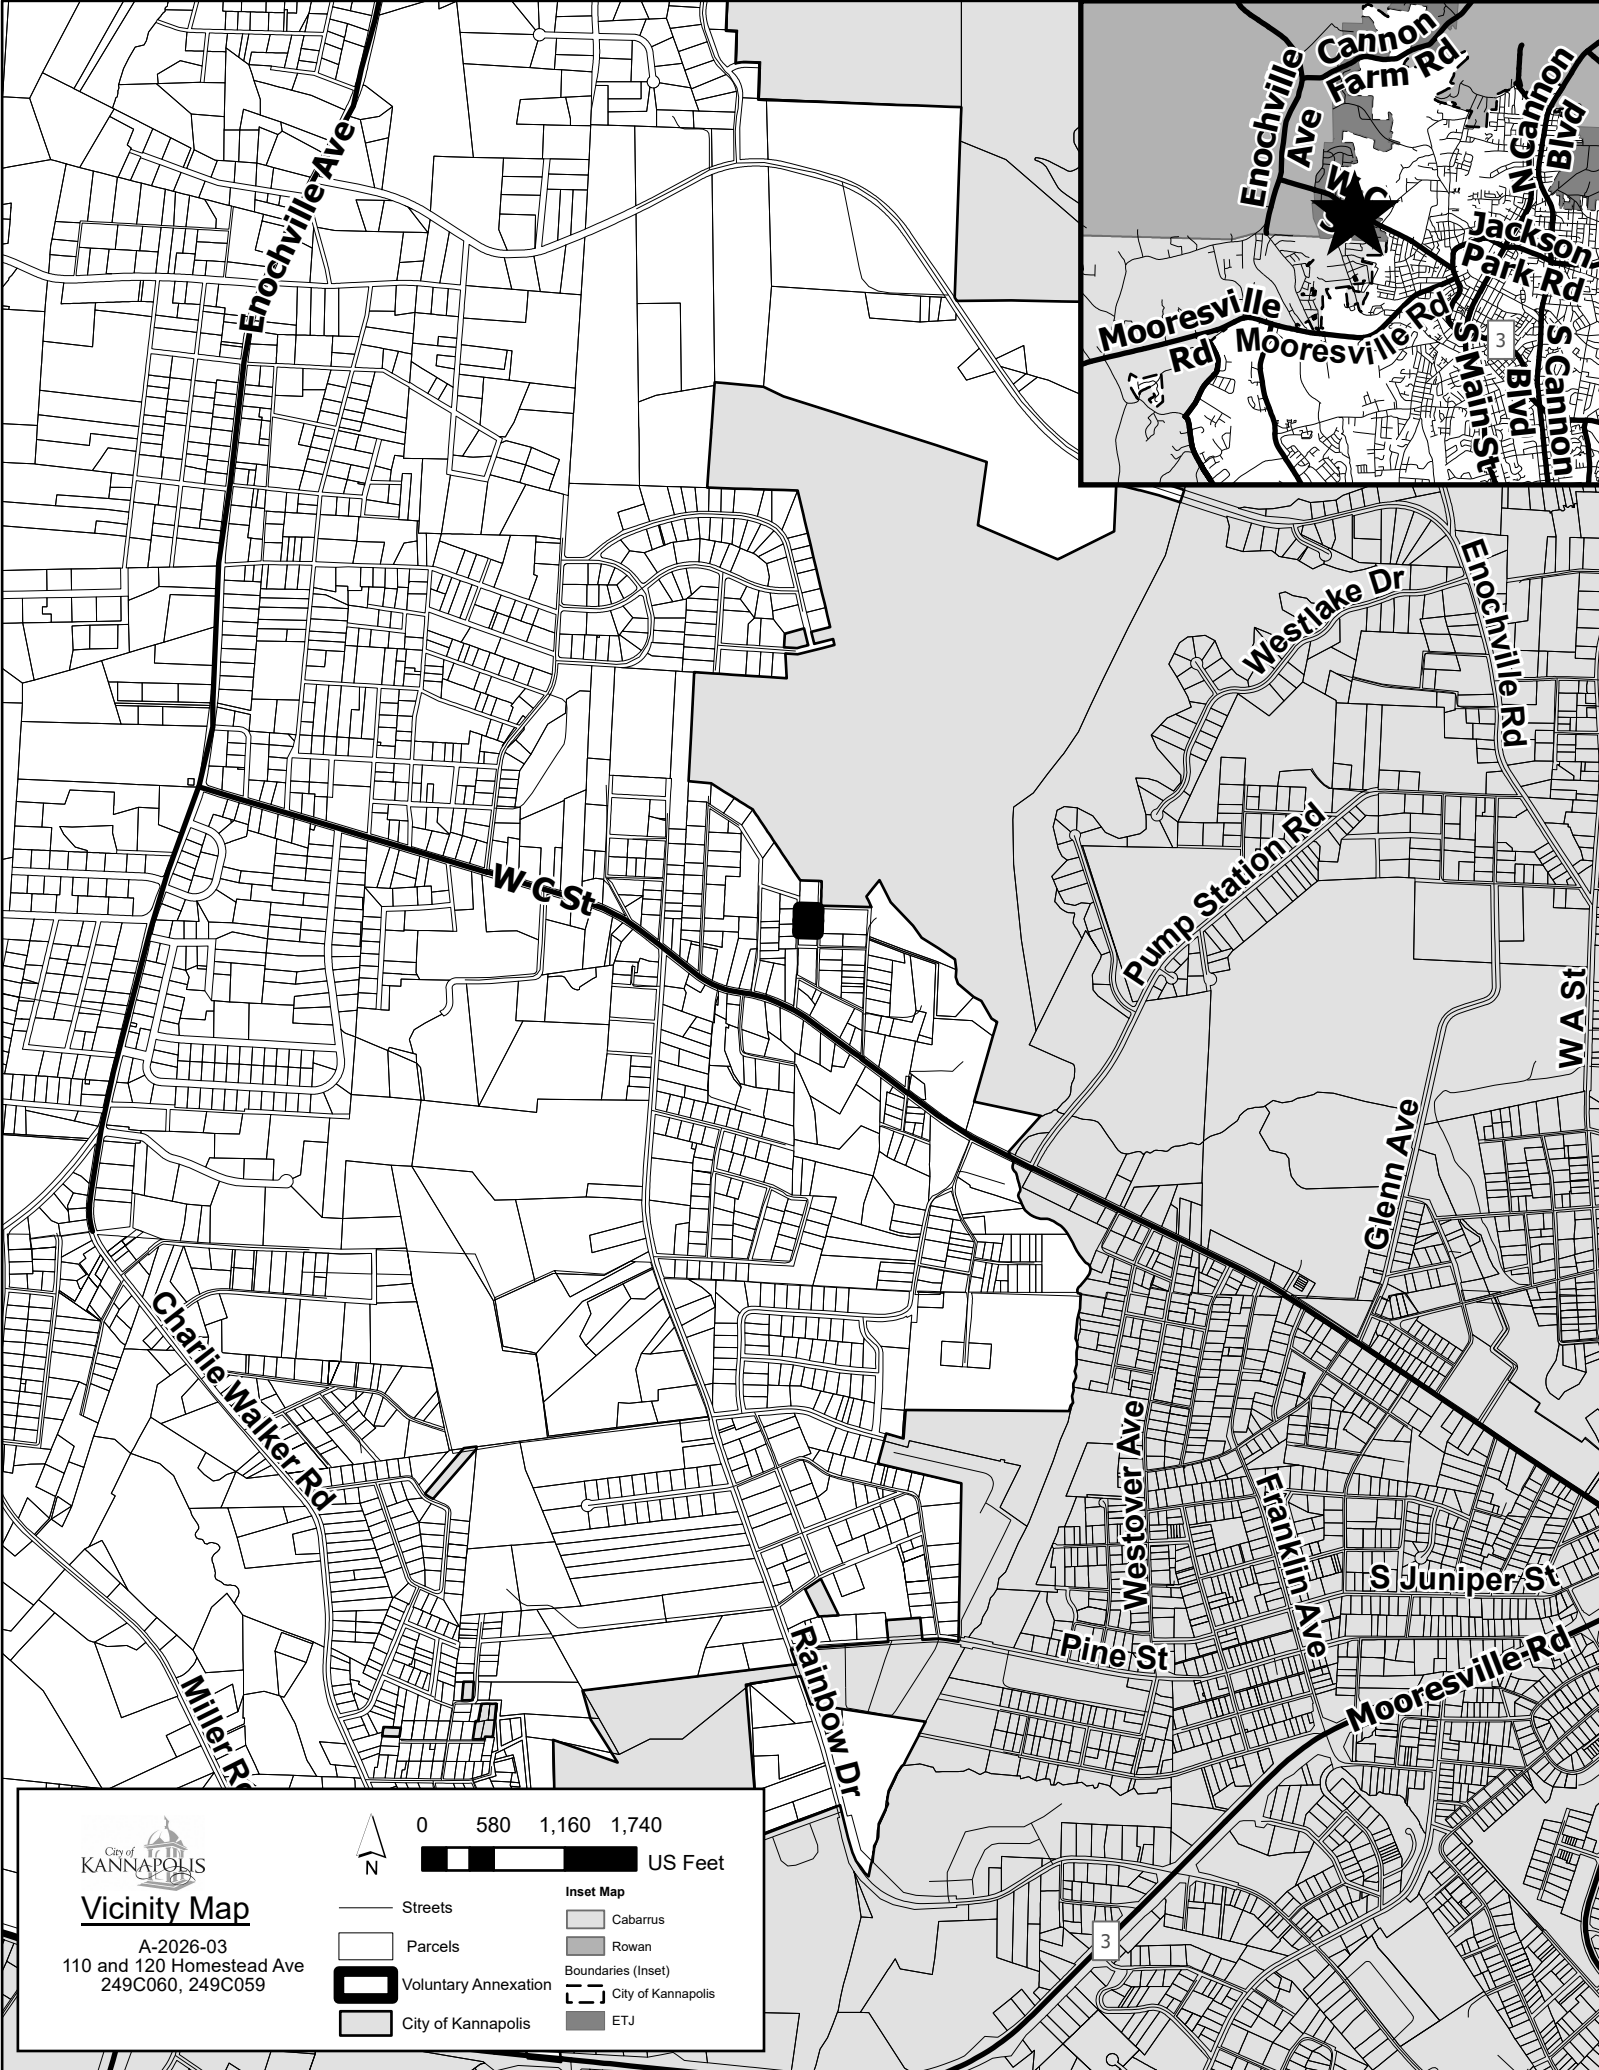 Enochville Ave
W C St
Charlie Walker Rd
Miller
Rainbow Dr
Westlake Dr
Enochville Rd
Pump Station Rd
W A St
Glenn Ave
Westover Ave
Franklin Ave
S Juniper St
Pine St
Mooresville Rd
3
Cannon
Farm Rd
Enochville
Ave
N Cannon
Blvd
W C
Jackson
Park Rd
Mooresville
Rd
Mooresville Rd
3
S Main St
Blvd
S Cannon
City of
KANNAPOLIS
Vicinity Map
A-2026-03
110 and 120 Homestead Ave
249C060, 249C059
N
0 580 1,160 1,740
US Feet
Streets
Parcels
Voluntary Annexation
City of Kannapolis
Inset Map
Cabarrus
Rowan
Boundaries (Inset)
City of Kannapolis
ETJ